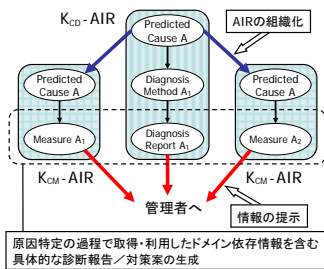 K_CD-AIR
AIRの組織化
Predicted
Cause A
Predicted
Cause A
Diagnosis
Method A₁
Predicted
Cause A
Measure A₁
Diagnosis
Report A₁
Measure A₂
K_CM-AIR
K_CM-AIR
管理者へ
情報の提示
原因特定の過程で取得・利用したドメイン依存情報を含む
具体的な診断報告／対策案の生成